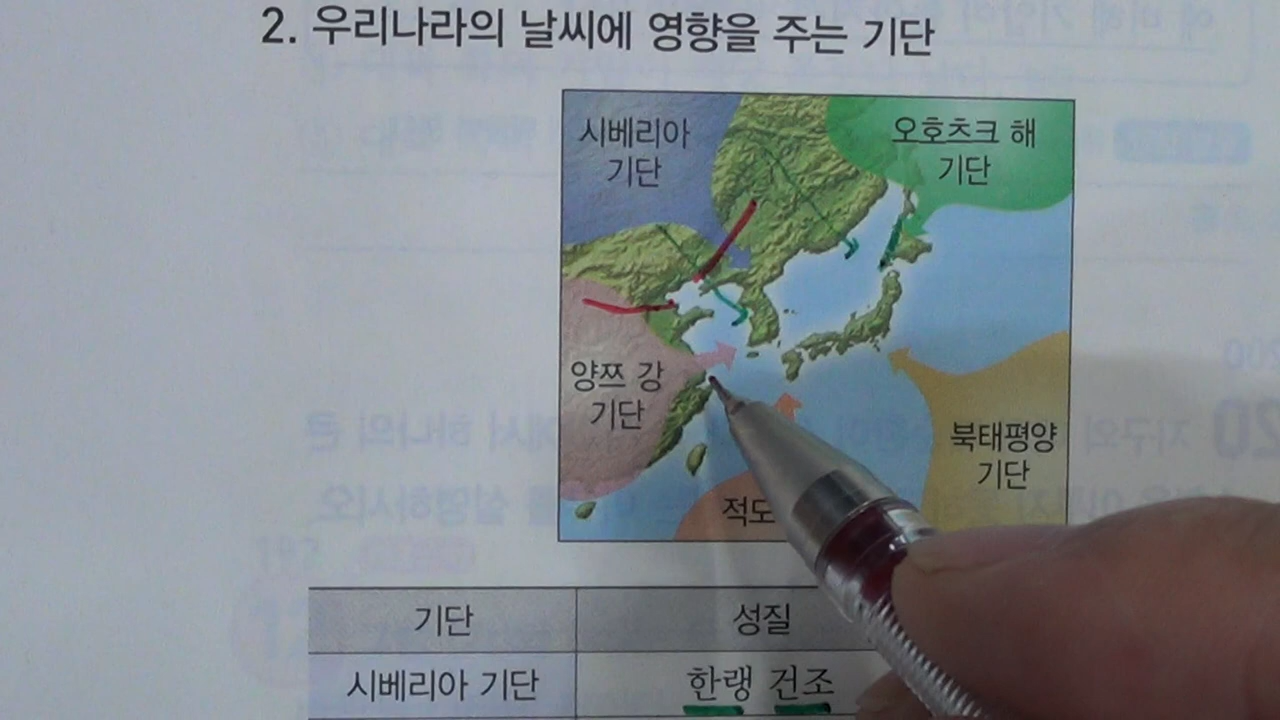 2. 우리나라의 날씨에 영향을 주는 기단
시베리아
기단
오호츠크 해
기단
양쯔 강
기단
북태평양
기단
적도
기단
성질
시베리아 기단
한랭 건조